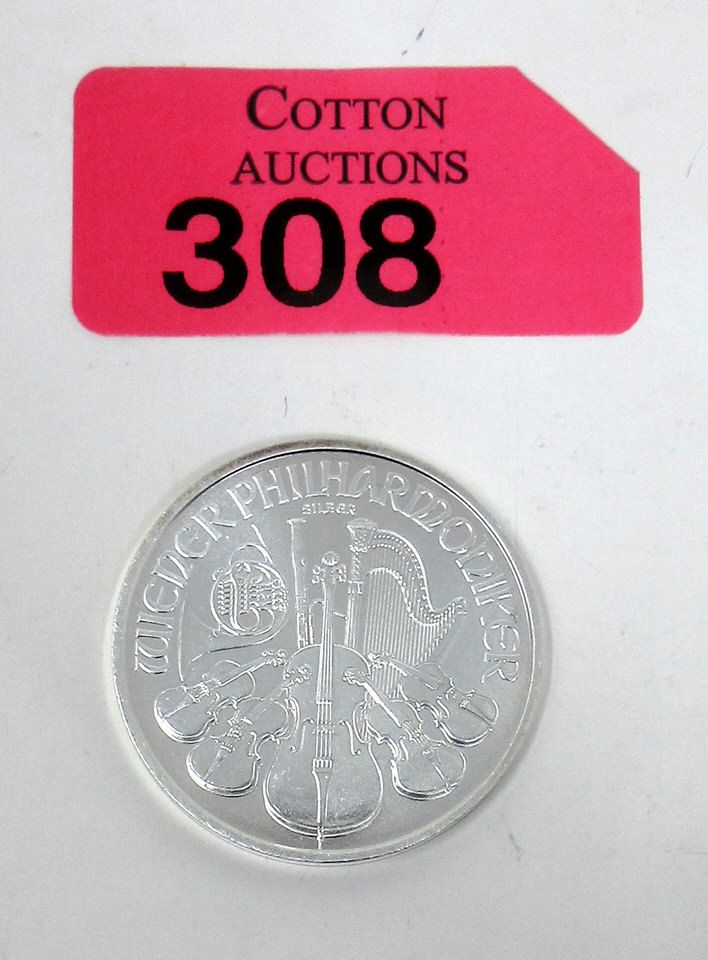 COTTON
AUCTIONS
308
WIENER PHILHARMONIKER
SILBER